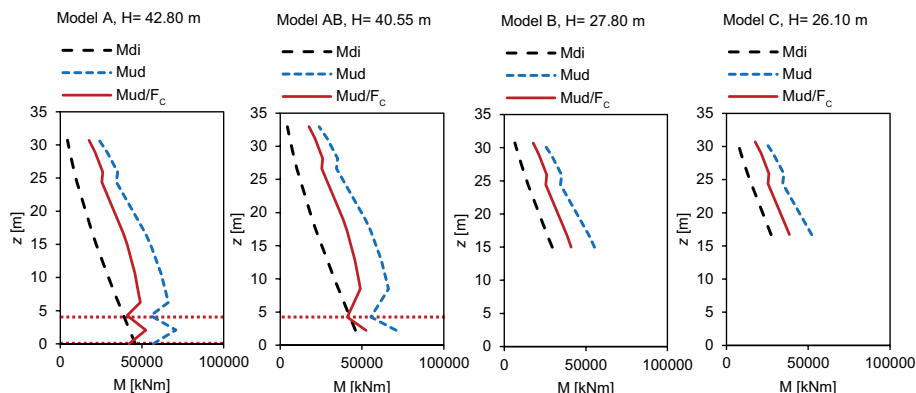 Model A, H= 42.80 m
Mdi
Mud
Mud/Fc
35
30
25
20
15
10
5
0
z [m]
0 50000 100000
M [kNm]
Model AB, H= 40.55 m
Mdi
Mud
Mud/Fc
35
30
25
20
15
10
5
0
z [m]
0 50000 100000
M [kNm]
Model B, H= 27.80 m
Mdi
Mud
Mud/Fc
35
30
25
20
15
10
5
0
z [m]
0 50000 100000
M [kNm]
Model C, H= 26.10 m
Mdi
Mud
Mud/Fc
35
30
25
20
15
10
5
0
z [m]
0 50000 100000
M [kNm]